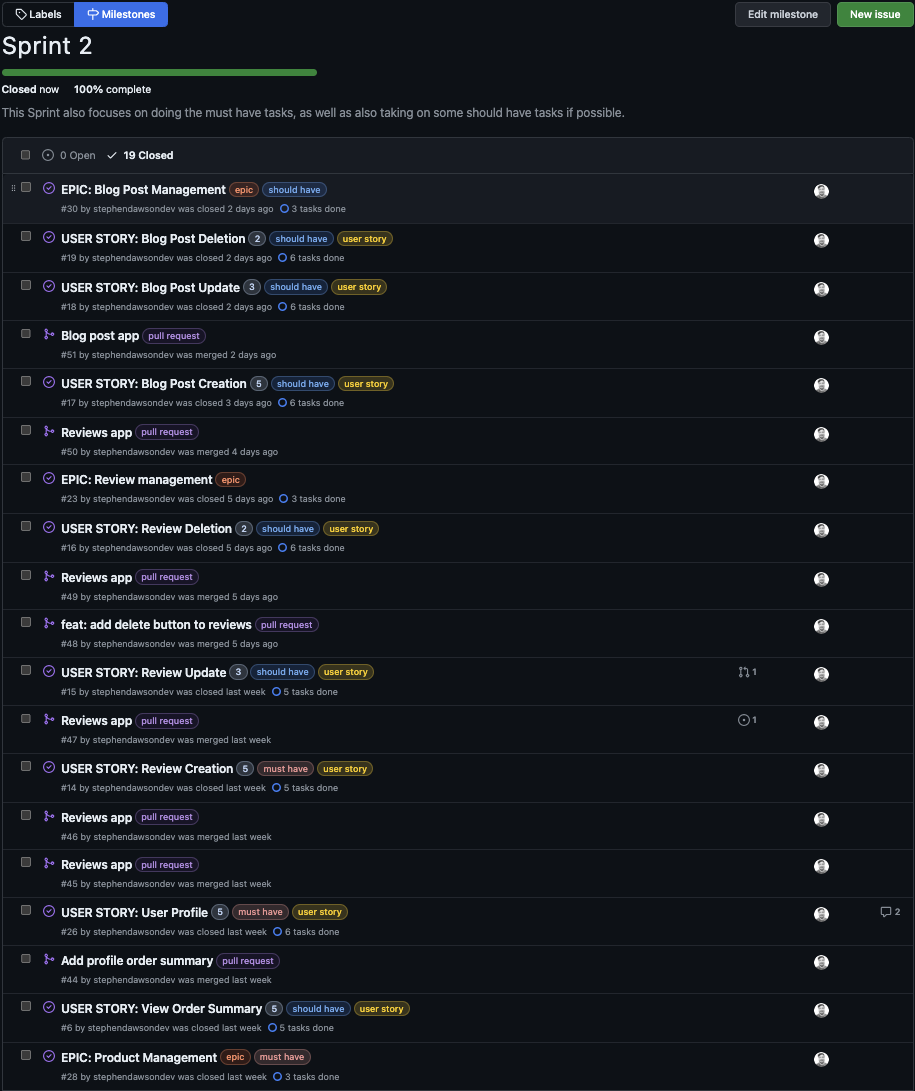 Labels Milestones Edit milestone New issue
Sprint 2
Closed now 100% complete
This Sprint also focuses on doing the must have tasks, as well as also taking on some should have tasks if possible.
0 Open 19 Closed
EPIC: Blog Post Management epic should have
#30 by stephendawsondev was closed 2 days ago 3 tasks done
USER STORY: Blog Post Deletion 2 should have user story
#19 by stephendawsondev was closed 2 days ago 6 tasks done
USER STORY: Blog Post Update 3 should have user story
#18 by stephendawsondev was closed 2 days ago 6 tasks done
Blog post app pull request
#51 by stephendawsondev was merged 2 days ago
USER STORY: Blog Post Creation 5 should have user story
#17 by stephendawsondev was closed 3 days ago 6 tasks done
Reviews app pull request
#50 by stephendawsondev was merged 4 days ago
EPIC: Review management epic
#23 by stephendawsondev was closed 5 days ago 3 tasks done
USER STORY: Review Deletion 2 should have user story
#16 by stephendawsondev was closed 5 days ago 6 tasks done
Reviews app pull request
#49 by stephendawsondev was merged 5 days ago
feat: add delete button to reviews pull request
#48 by stephendawsondev was merged 5 days ago
USER STORY: Review Update 3 should have user story 1
#15 by stephendawsondev was closed last week 5 tasks done
Reviews app pull request 1
#47 by stephendawsondev was merged last week
USER STORY: Review Creation 5 must have user story
#14 by stephendawsondev was closed last week 5 tasks done
Reviews app pull request
#46 by stephendawsondev was merged last week
Reviews app pull request
#45 by stephendawsondev was merged last week
USER STORY: User Profile 5 must have user story 2
#26 by stephendawsondev was closed last week 6 tasks done
Add profile order summary pull request
#44 by stephendawsondev was merged last week
USER STORY: View Order Summary 5 should have user story
#6 by stephendawsondev was closed last week 5 tasks done
EPIC: Product Management epic must have
#28 by stephendawsondev was closed last week 3 tasks done